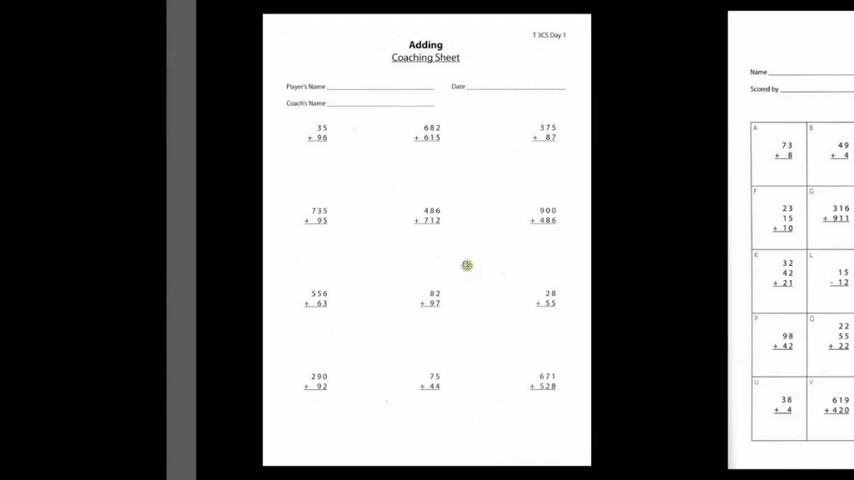 T 3CS Day 1
Adding
Coaching Sheet
Player's Name
Date
Coach's Name
35 682 375
+ 96 + 615 + 87
735 486 900
+ 95 + 712 + 486
556 82 28
+ 63 + 97 + 55
290 75 671
+ 92 + 44 + 528
Name
Scored by
A B
73 49
+ 8 + 4
F G
23 316
15 + 911
+ 10
K L
32 15
42 - 12
+ 21
P Q
98 22
+ 42 55
+ 22
U V
38 619
+ 4 + 420